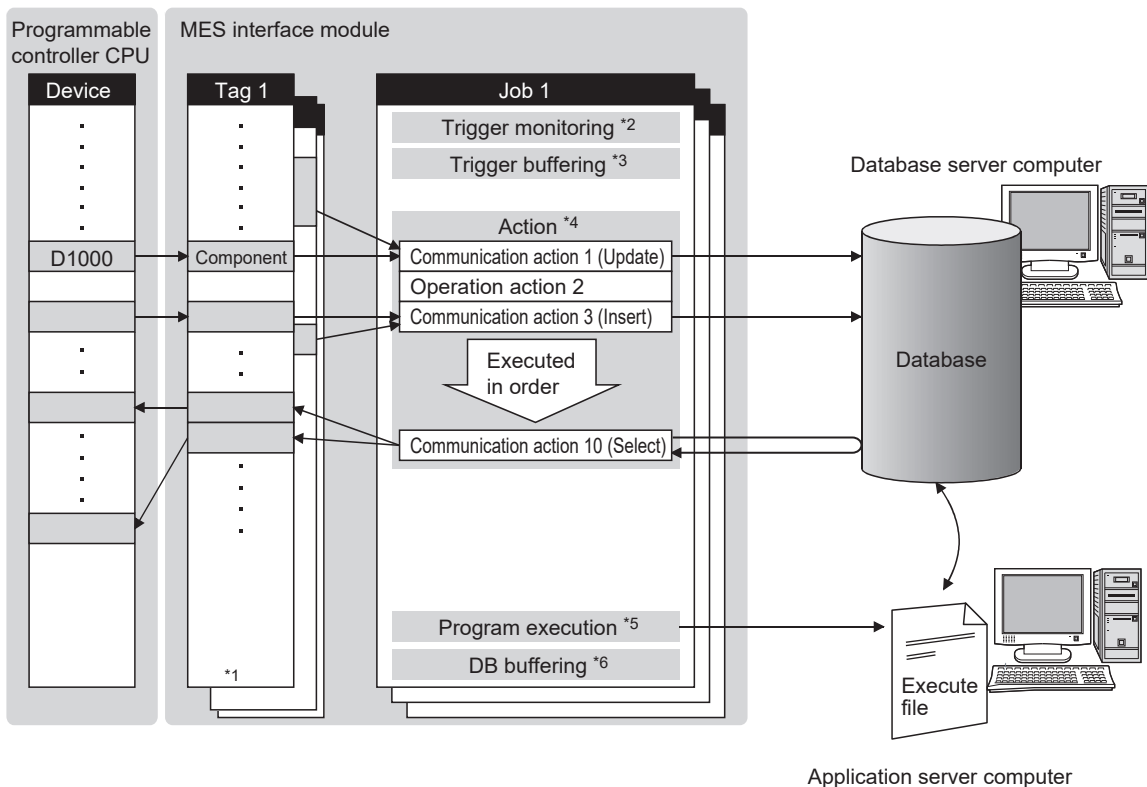 Programmable
controller CPU
MES interface module
Device
Tag 1
Job 1
Trigger monitoring *2
Trigger buffering *3
Database server computer
Action *4
D1000
Component
Communication action 1 (Update)
Operation action 2
Communication action 3 (Insert)
Executed
in order
Database
Communication action 10 (Select)
Program execution *5
DB buffering *6
*1
Execute
file
Application server computer